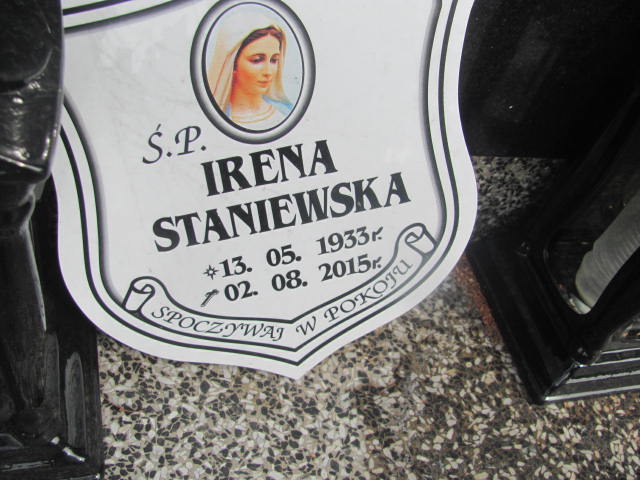 Ś.P.
IRENA
STANIEWSKA
13. 05. 1933r.
02. 08. 2015r.
SPOCZYWAJ W POKOJU